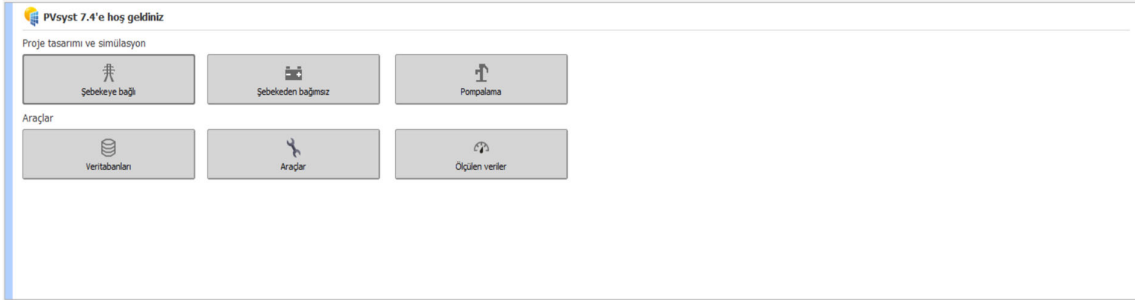 PVsyst 7.4'e hoş geldiniz
Proje tasarımı ve simülasyon
Şebekeye bağlı
Şebekeden bağımsız
Pompalama
Araçlar
Veritabanları
Araçlar
Ölçülen veriler